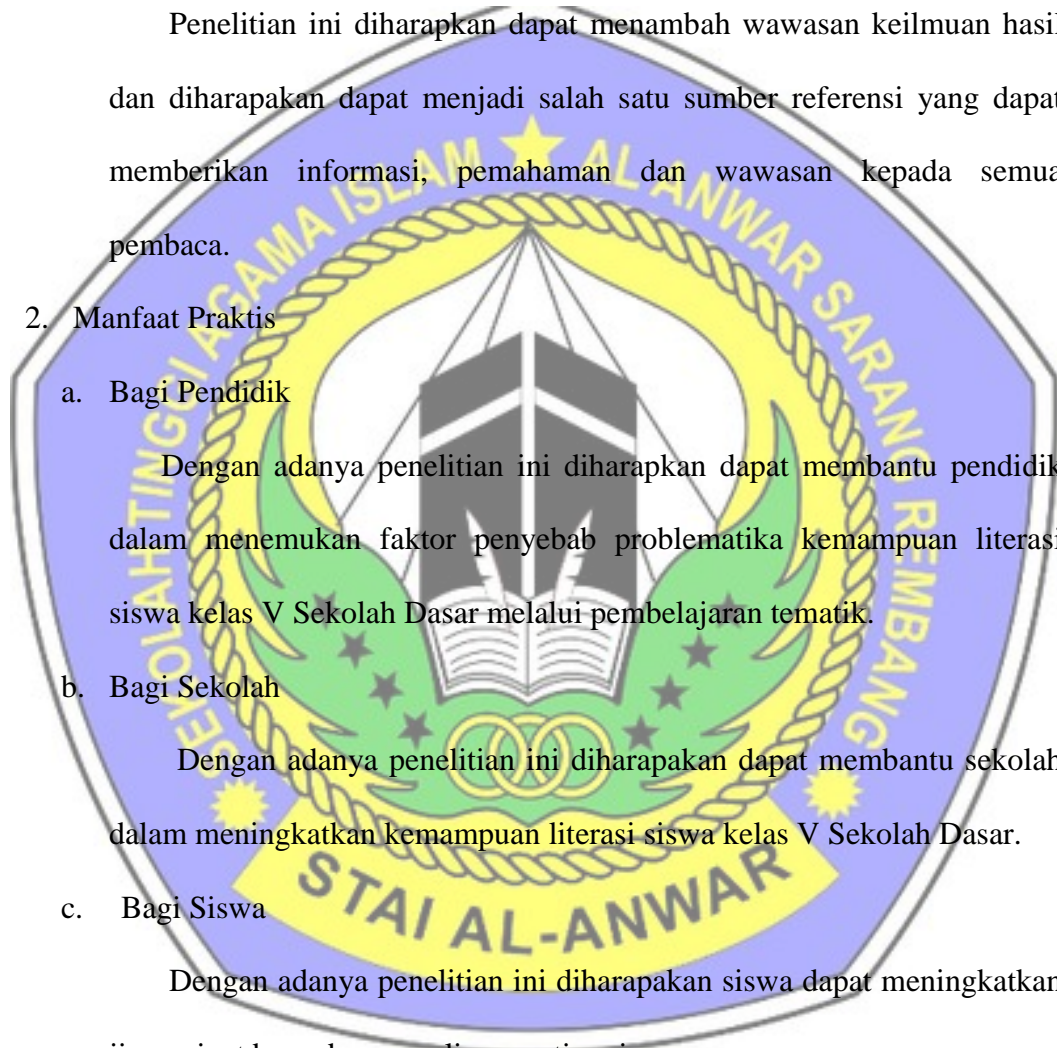 Penelitian ini diharapkan dapat menambah wawasan keilmuan hasil
dan diharapakan dapat menjadi salah satu sumber referensi yang dapat
memberikan informasi, pemahaman dan wawasan kepada semua
pembaca.
2. Manfaat Praktis
a. Bagi Pendidik
Dengan adanya penelitian ini diharapkan dapat membantu pendidik
dalam menemukan faktor penyebab problematika kemampuan literasi
siswa kelas V Sekolah Dasar melalui pembelajaran tematik.
b. Bagi Sekolah
Dengan adanya penelitian ini diharapakan dapat membantu sekolah
dalam meningkatkan kemampuan literasi siswa kelas V Sekolah Dasar.
c. Bagi Siswa
Dengan adanya penelitian ini diharapakan siswa dapat meningkatkan
SEKOLAH TINGGI AGAMA ISLAM AL ANWAR SARANG REMBANG
STAI AL-ANWAR